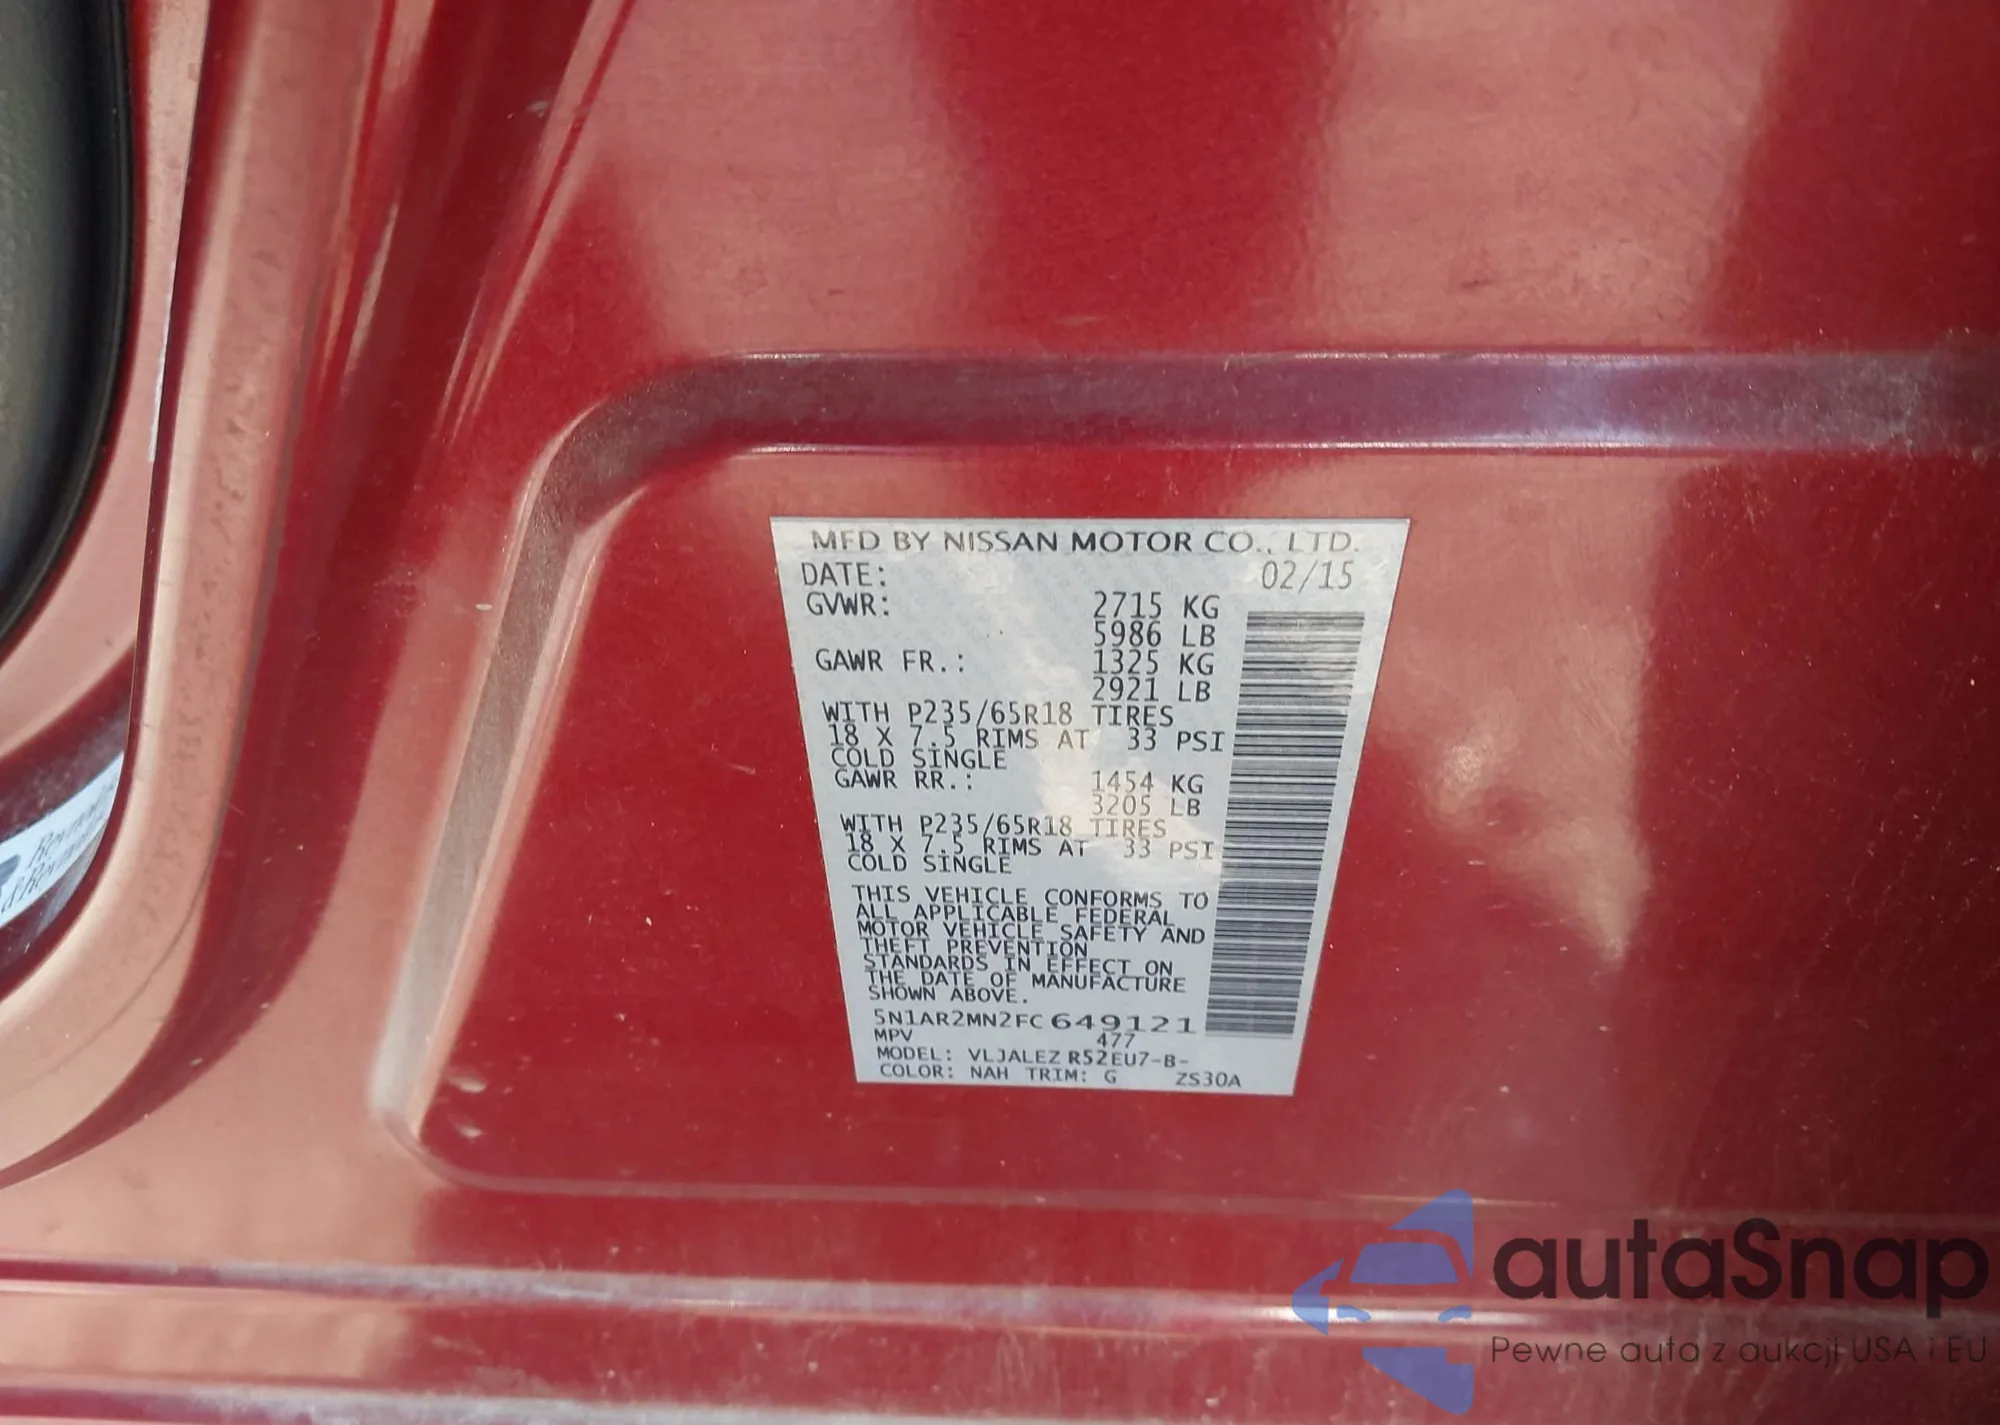 MFD BY NISSAN MOTOR CO., LTD.
DATE: 02/15
GVWR: 2715 KG
5986 LB
GAWR FR.: 1325 KG
2921 LB
WITH P235/65R18 TIRES
18 X 7.5 RIMS AT 33 PSI
COLD SINGLE
GAWR RR.: 1454 KG
3205 LB
WITH P235/65R18 TIRES
18 X 7.5 RIMS AT 33 PSI
COLD SINGLE
THIS VEHICLE CONFORMS TO
ALL APPLICABLE FEDERAL
MOTOR VEHICLE SAFETY AND
THEFT PREVENTION
STANDARDS IN EFFECT ON
THE DATE OF MANUFACTURE
SHOWN ABOVE.
5N1AR2MN2FC649121
MPV 477
MODEL: VLJALEZ R52EU7-B-
COLOR: NAH TRIM: G ZS30A
autaSnap
Pewne auta z aukcji USA i EU